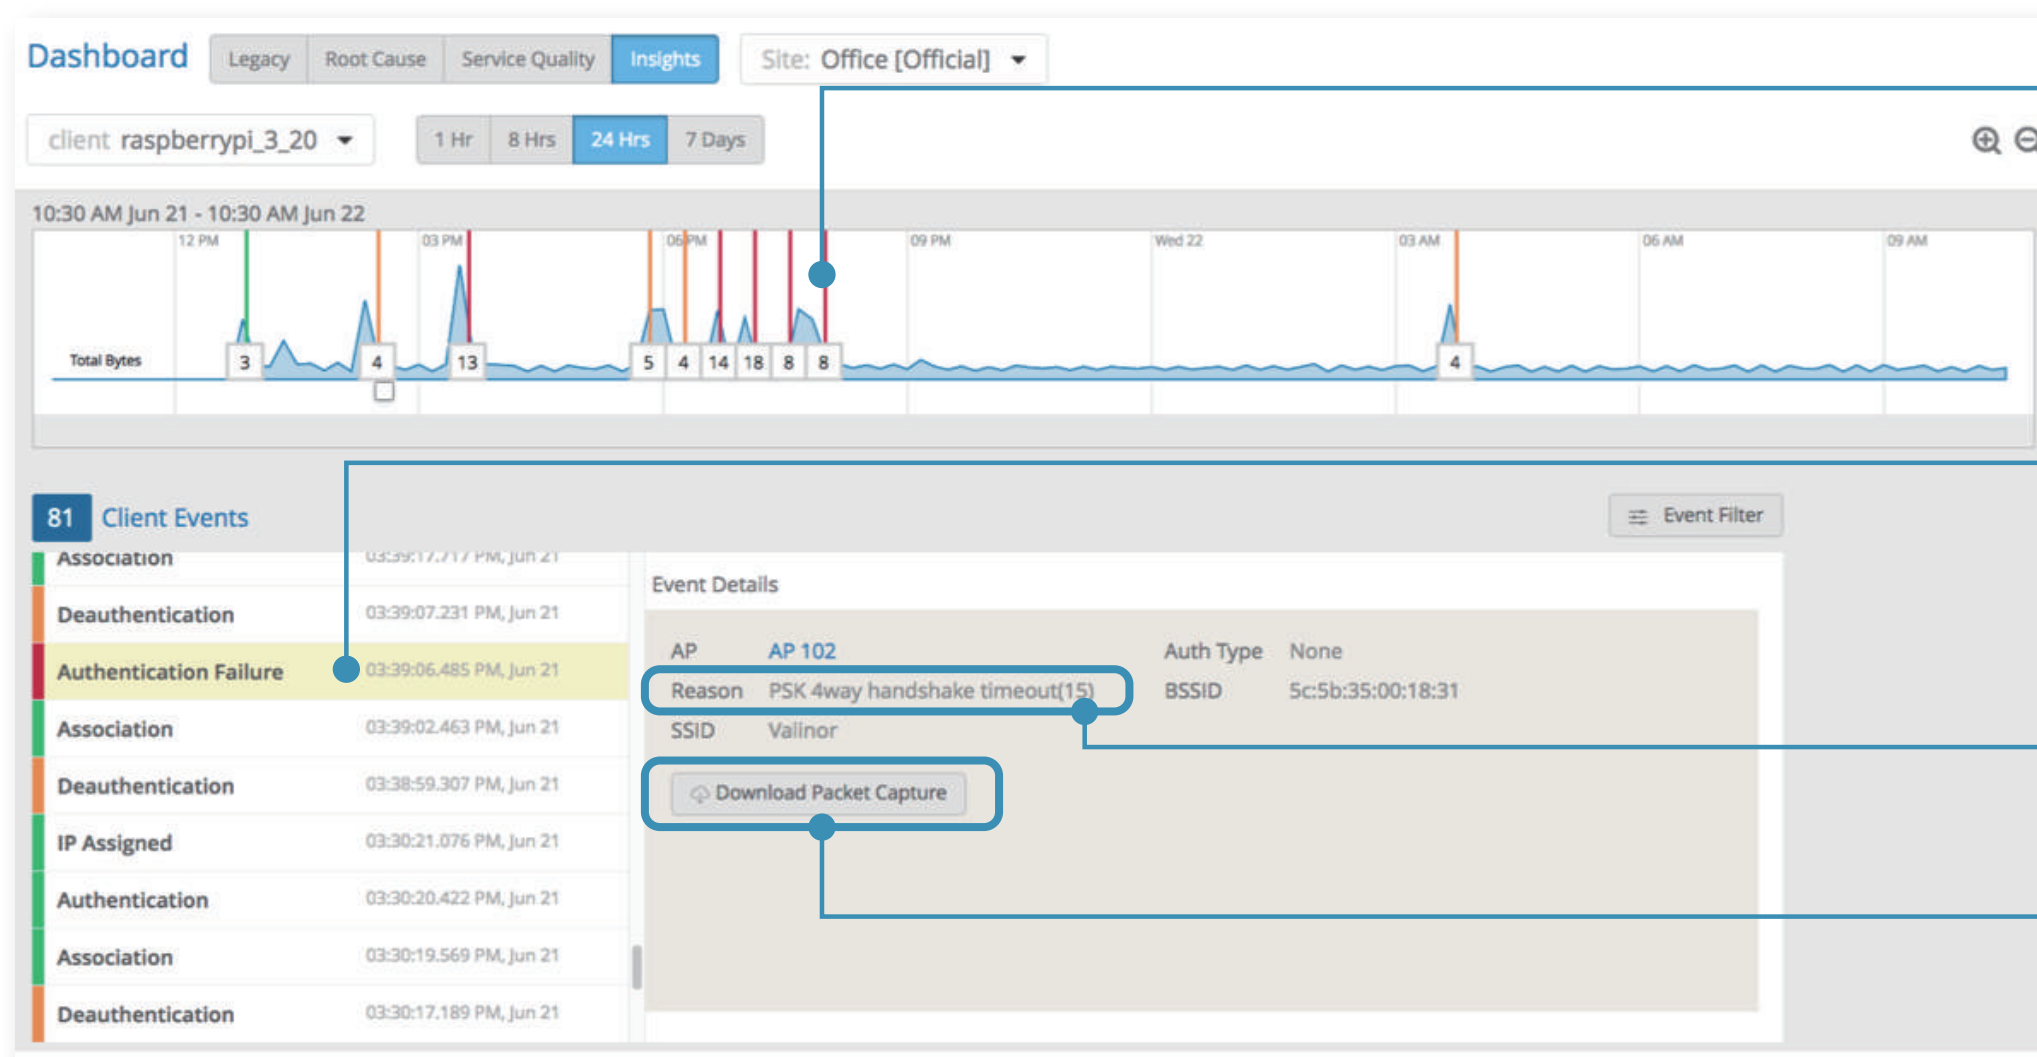 Dashboard Legacy Root Cause Service Quality Insights Site: Office [Official]
client raspberrypi_3_20 1 Hr 8 Hrs 24 Hrs 7 Days
10:30 AM Jun 21 - 10:30 AM Jun 22
12 PM 03 PM 06 PM 09 PM Wed 22 03 AM 06 AM 09 AM
Total Bytes 3 4 13 5 4 14 18 8 8 4
81 Client Events Event Filter
Association 03:39:17.717 PM, Jun 21
Deauthentication 03:39:07.231 PM, Jun 21
Authentication Failure 03:39:06.485 PM, Jun 21
Association 03:39:02.463 PM, Jun 21
Deauthentication 03:38:59.307 PM, Jun 21
IP Assigned 03:30:21.076 PM, Jun 21
Authentication 03:30:20.422 PM, Jun 21
Association 03:30:19.569 PM, Jun 21
Deauthentication 03:30:17.189 PM, Jun 21
Event Details
AP AP 102 Auth Type None
Reason PSK 4way handshake timeout(15) BSSID 5c:5b:35:00:18:31
SSID Valinor
Download Packet Capture